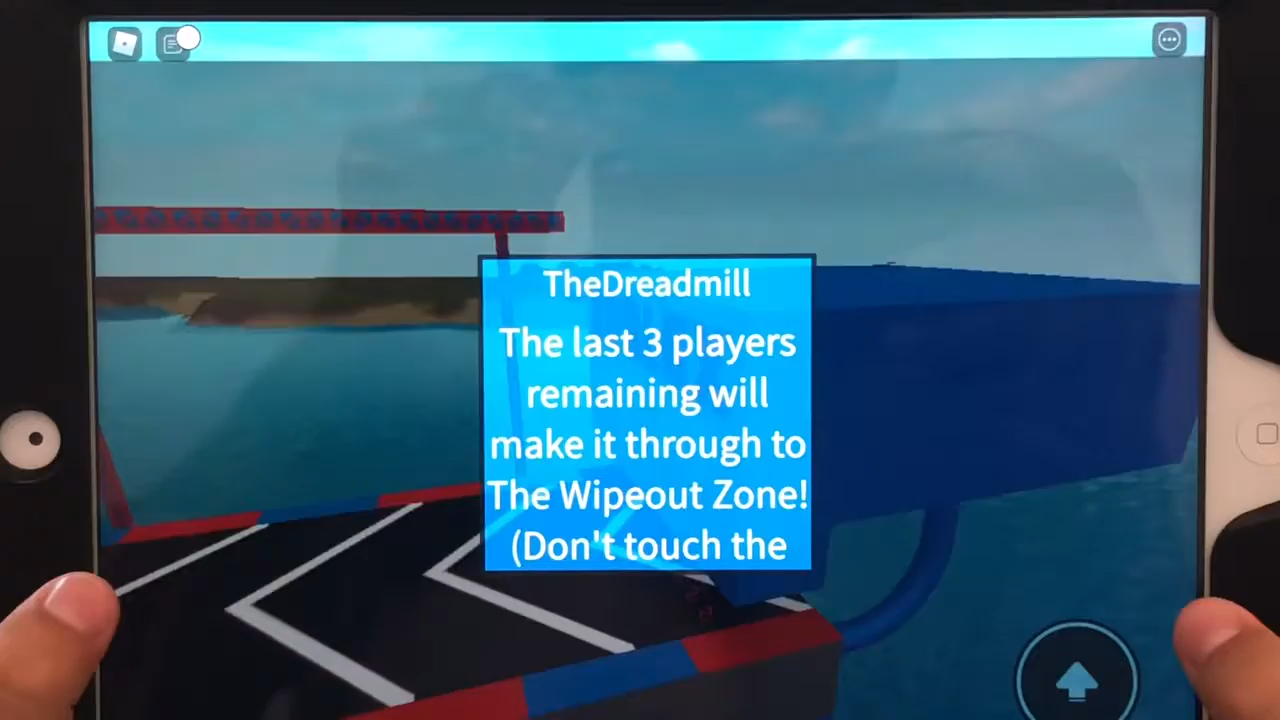 TheDreadmill
The last 3 players
remaining will
make it through to
The Wipeout Zone!
(Don't touch the